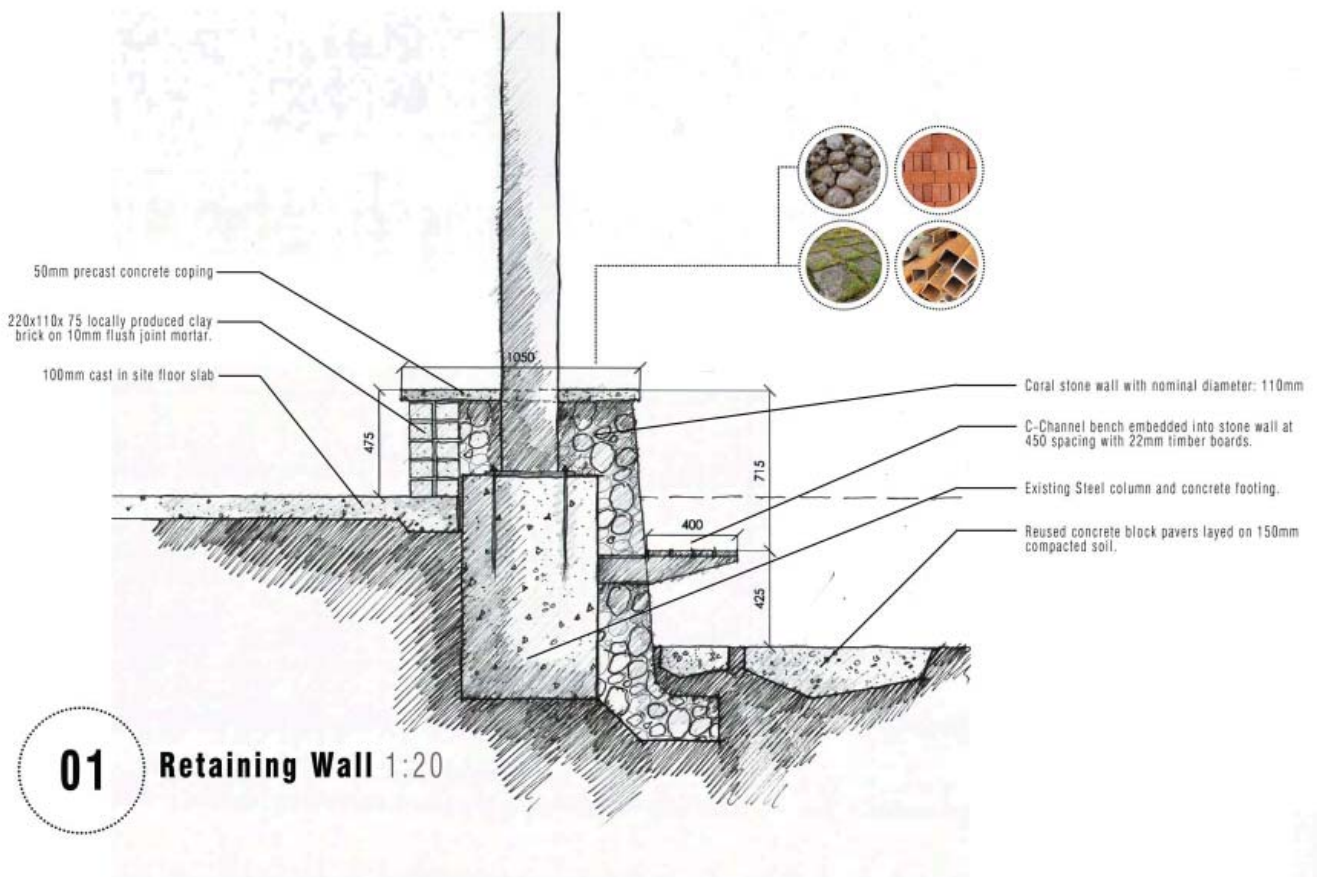 50mm precast concrete coping
220x110x 75 locally produced clay
brick on 10mm flush joint mortar.
100mm cast in site floor slab
1050
475
715
400
425
Coral stone wall with nominal diameter: 110mm
C-Channel bench embedded into stone wall at
450 spacing with 22mm timber boards.
Existing Steel column and concrete footing.
Reused concrete block pavers layed on 150mm
compacted soil.
01 Retaining Wall 1:20